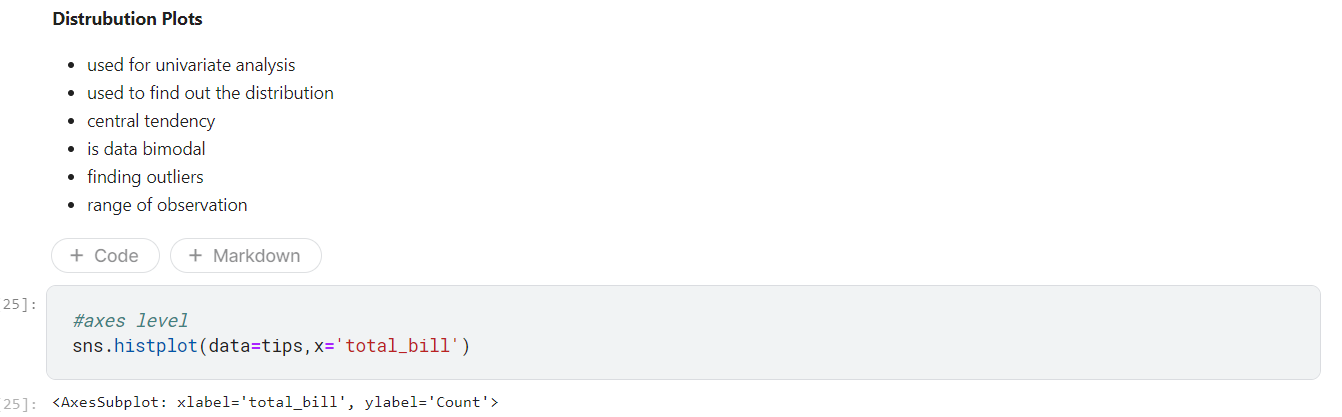 Distrubution Plots
• used for univariate analysis
• used to find out the distribution
• central tendency
• is data bimodal
• finding outliers
• range of observation
+ Code + Markdown
25]:
#axes level
sns.histplot(data=tips,x='total_bill')
25]: <AxesSubplot: xlabel='total_bill', ylabel='Count'>